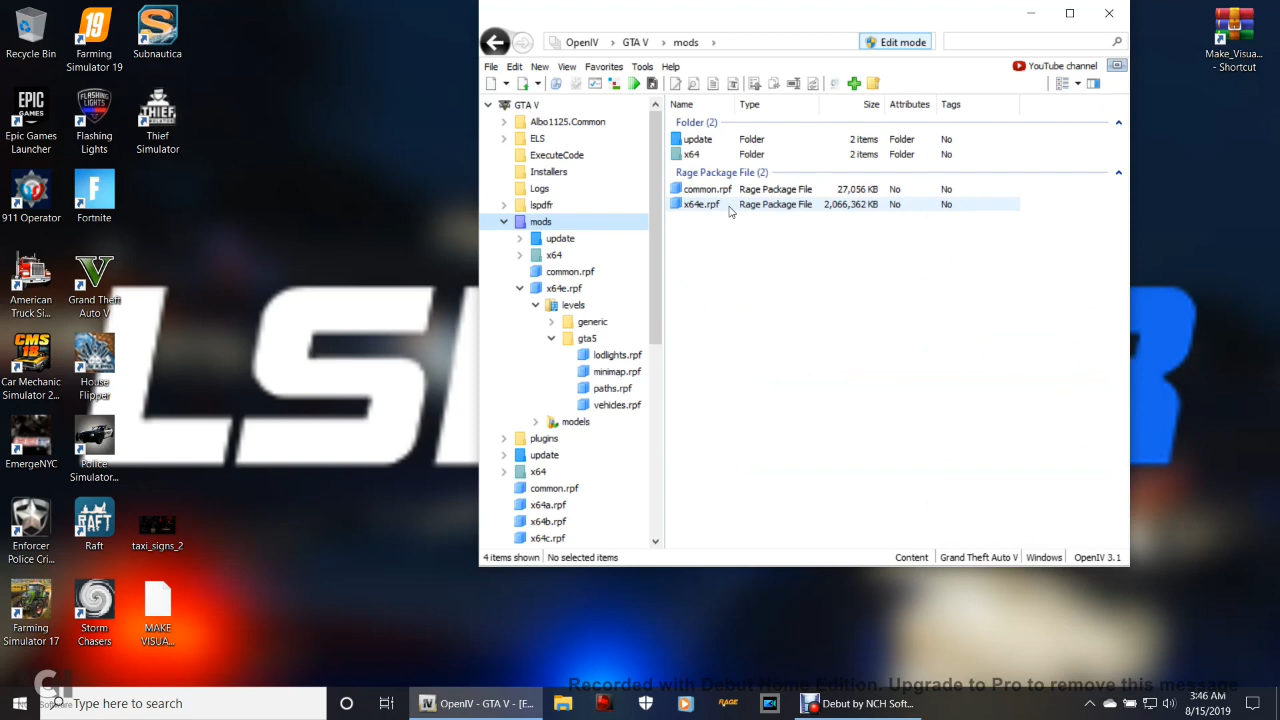 Recycle Bin
Farming Simulator 19
Subnautica
Epic Games Launcher
Flashing Lights
Thief Simulator
911 Operator
Fortnite
American Truck Si...
Grand Theft Auto V
Car Mechanic Simulator 2...
House Flipper
EmergeNYC
Police Simulator...
Enforcer Police Cri...
Raft
taxi_signs_2
Farming Simulator 17
Storm Chasers
MAKE VISUA...
Make_Visua... - Shortcut
OpenIV > GTA V > mods >
Edit mode
File Edit New View Favorites Tools Help
YouTube channel
GTA V
Albo1125.Common
ELS
ExecuteCode
Installers
Logs
lspdfr
mods
update
x64
common.rpf
x64e.rpf
levels
generic
gta5
lodlights.rpf
minimap.rpf
paths.rpf
vehicles.rpf
models
plugins
update
x64
common.rpf
x64a.rpf
x64b.rpf
x64c.rpf
Name Type Size Attributes Tags
Folder (2)
update Folder 2 items Folder No
x64 Folder 2 items Folder No
Rage Package File (2)
common.rpf Rage Package File 27,056 KB No No
x64e.rpf Rage Package File 2,066,362 KB No No
4 items shown No selected items Content Grand Theft Auto V Windows OpenIV 3.1
Recorded with Debut Home Edition. Upgrade to Pro to remove this message
Type here to search
OpenIV - GTA V - [E...
RAGE
Debut by NCH Soft...
3:46 AM
8/15/2019